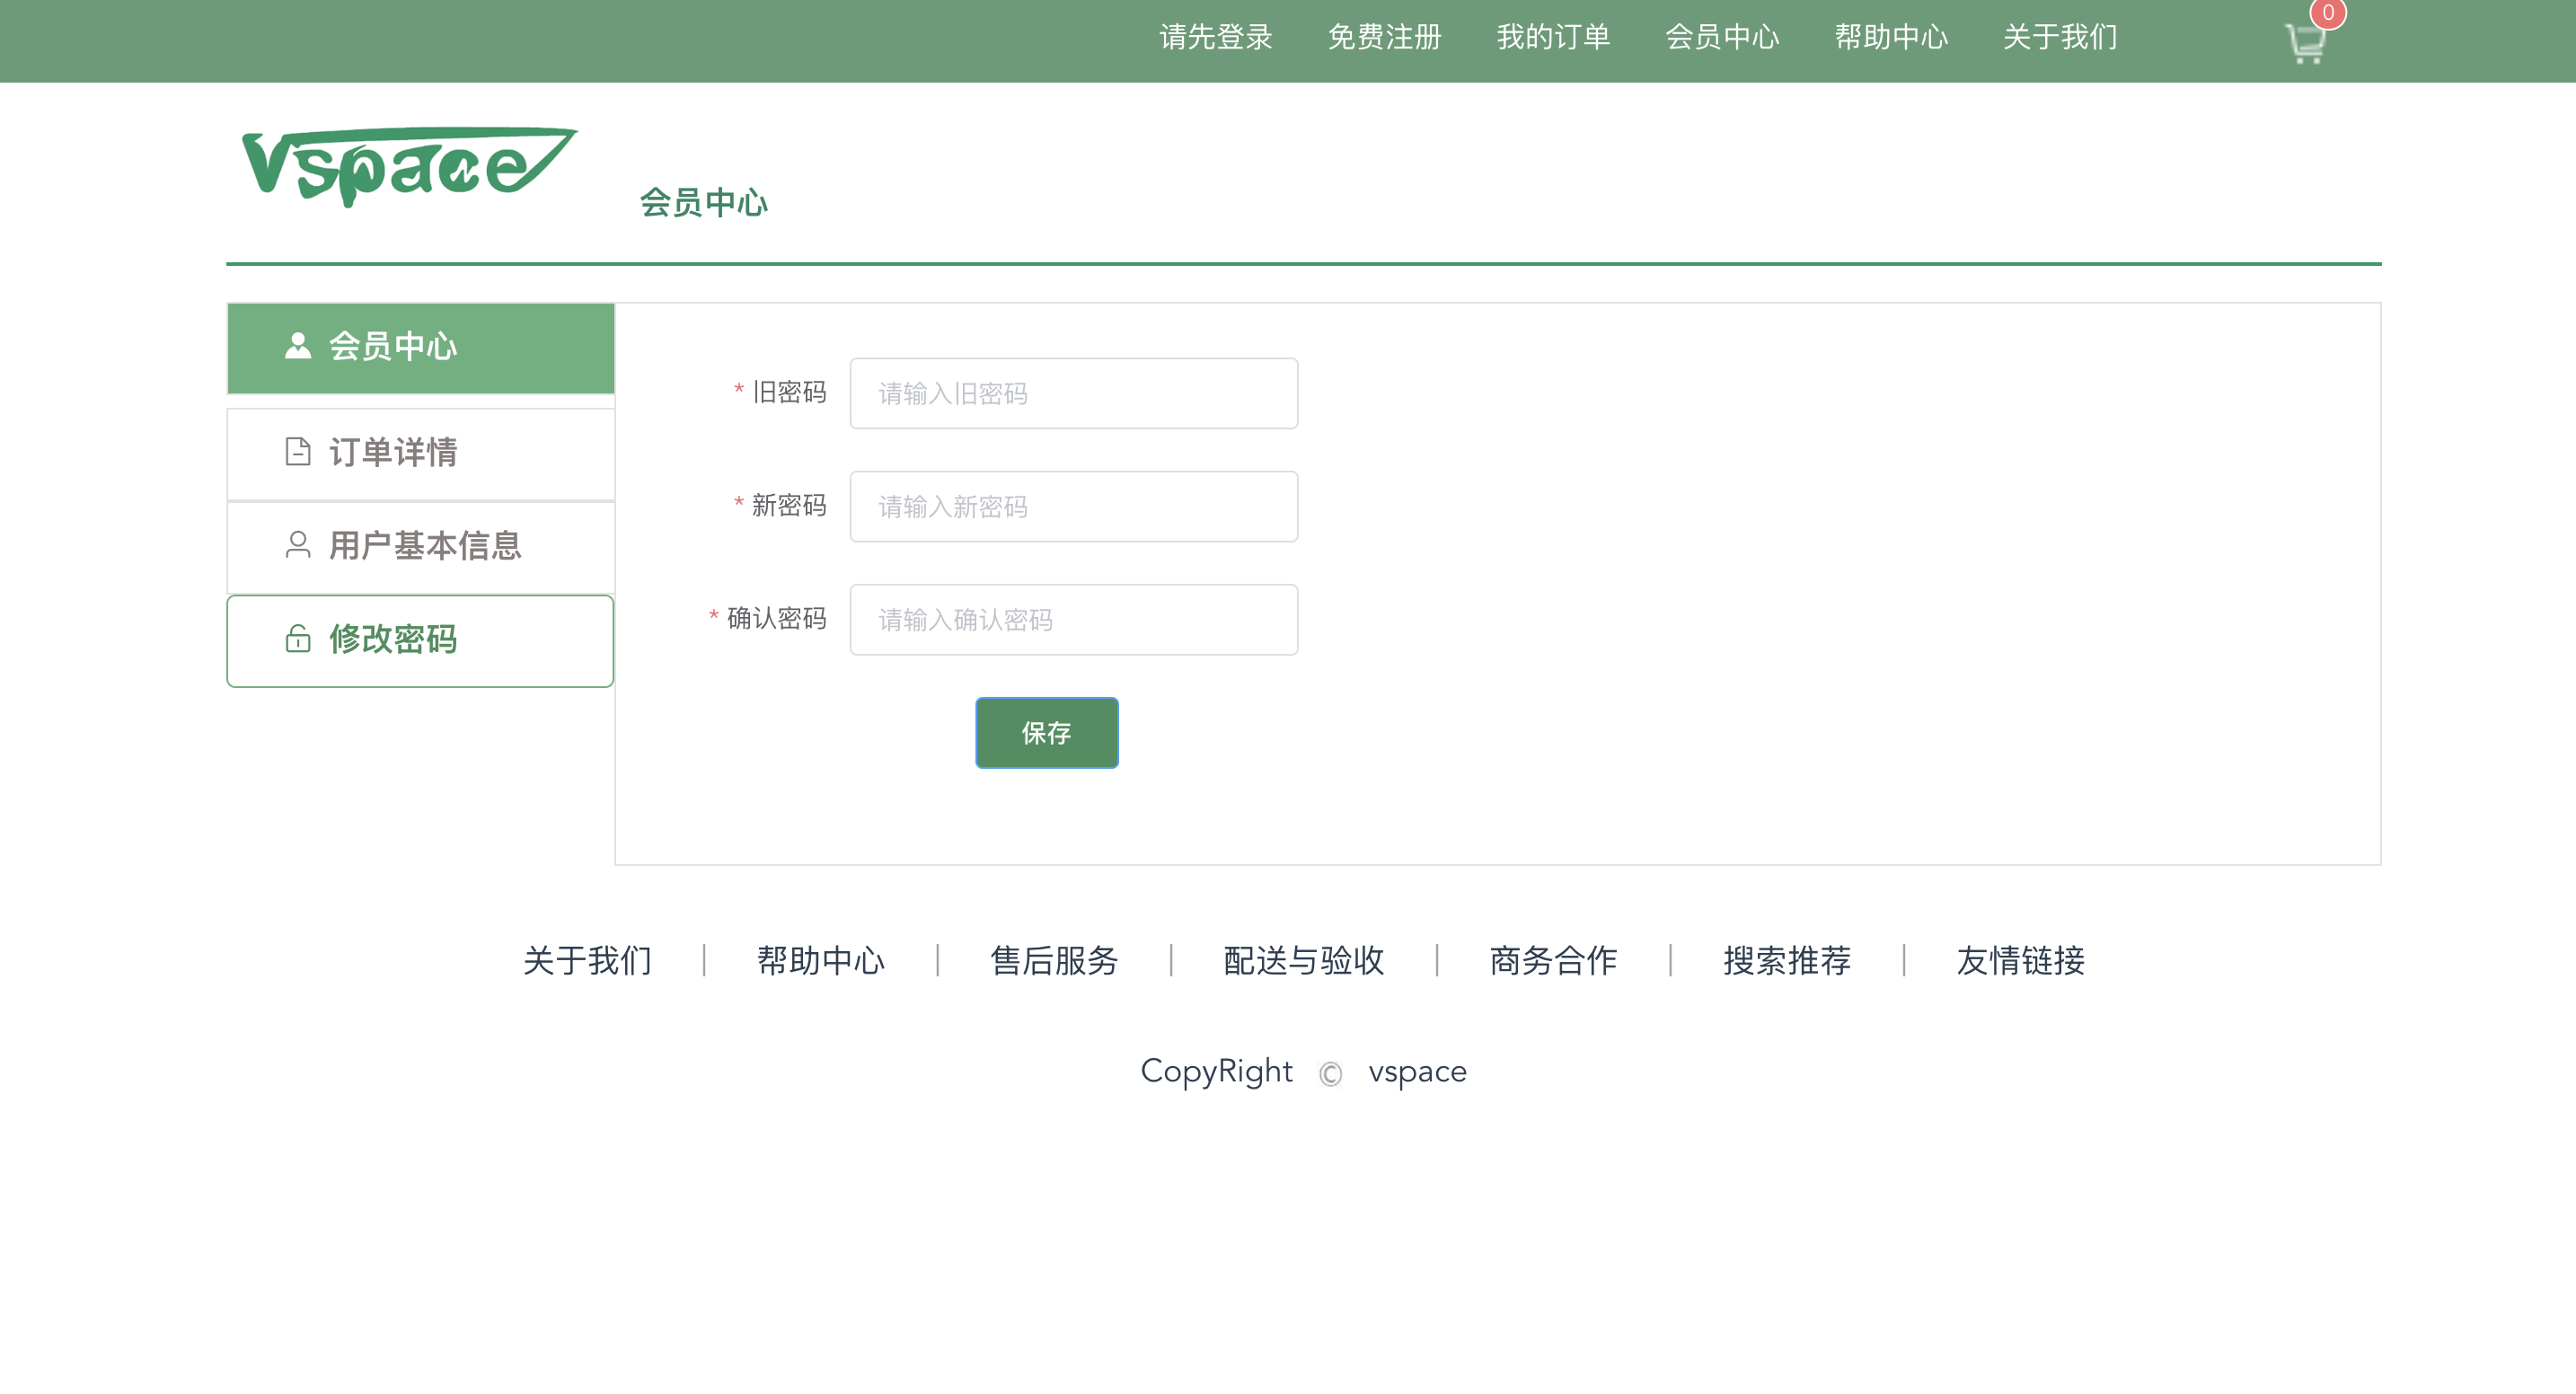 请先登录 免费注册 我的订单 会员中心 帮助中心 关于我们 0
Vspace 会员中心
会员中心
订单详情
用户基本信息
修改密码
* 旧密码 请输入旧密码
* 新密码 请输入新密码
* 确认密码 请输入确认密码
保存
关于我们 | 帮助中心 | 售后服务 | 配送与验收 | 商务合作 | 搜索推荐 | 友情链接
CopyRight © vspace